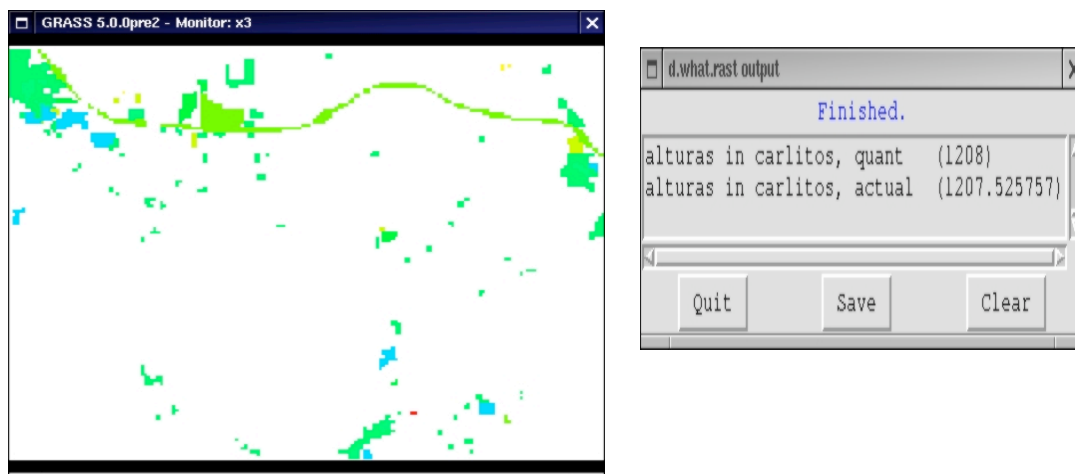 GRASS 5.0.0pre2 - Monitor: x3
d.what.rast output
Finished.
alturas in carlitos, quant (1208)
alturas in carlitos, actual (1207.525757)
Quit Save Clear